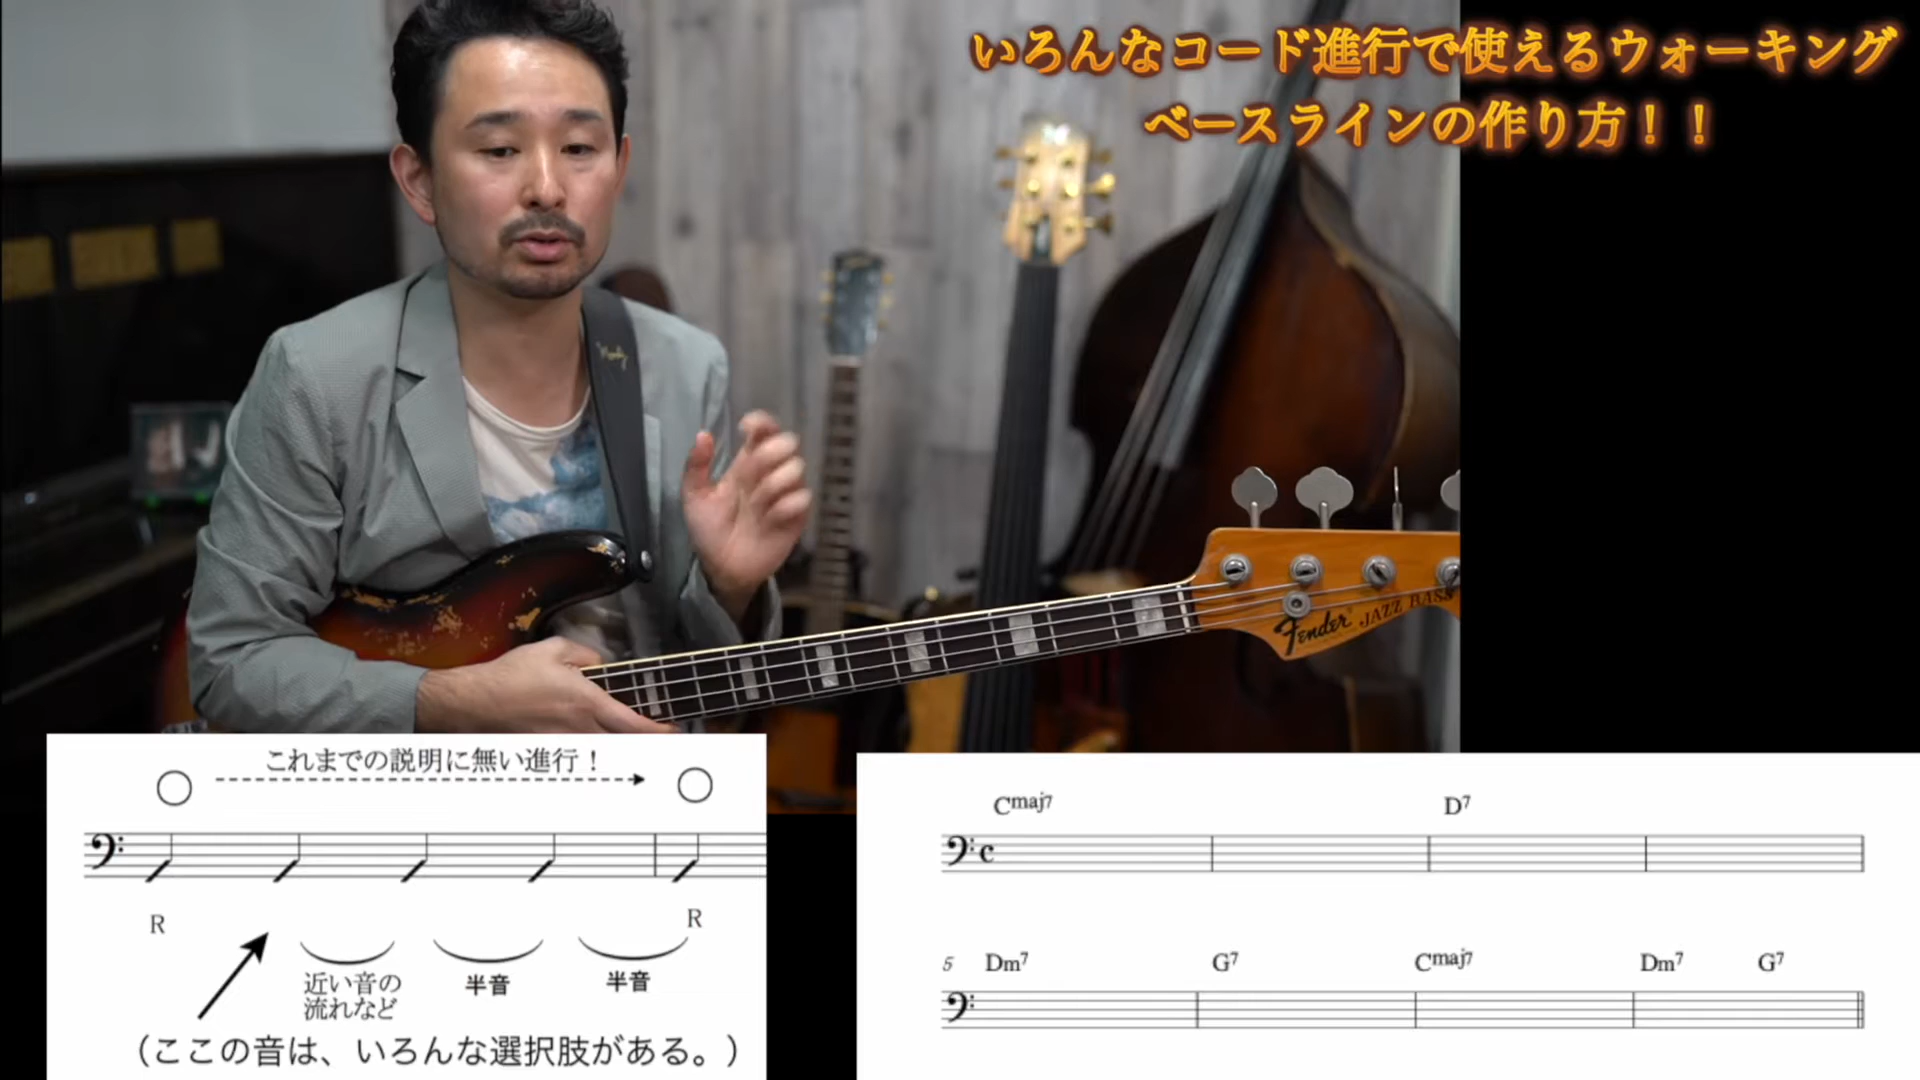 いろんなコード進行で使えるウォーキング
ベースラインの作り方！！
Fender JAZZ BASS
これまでの説明に無い進行！
R
R
近い音の
流れなど
半音
半音
（ここの音は、いろんな選択肢がある。）
Cmaj7 D7
5 Dm7 G7 Cmaj7 Dm7 G7